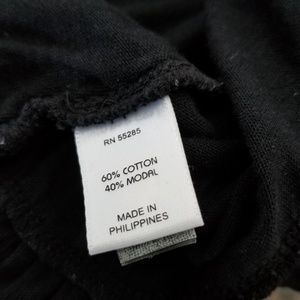 RN 55285
60% COTTON
40% MODAL
MADE IN
PHILIPPINES